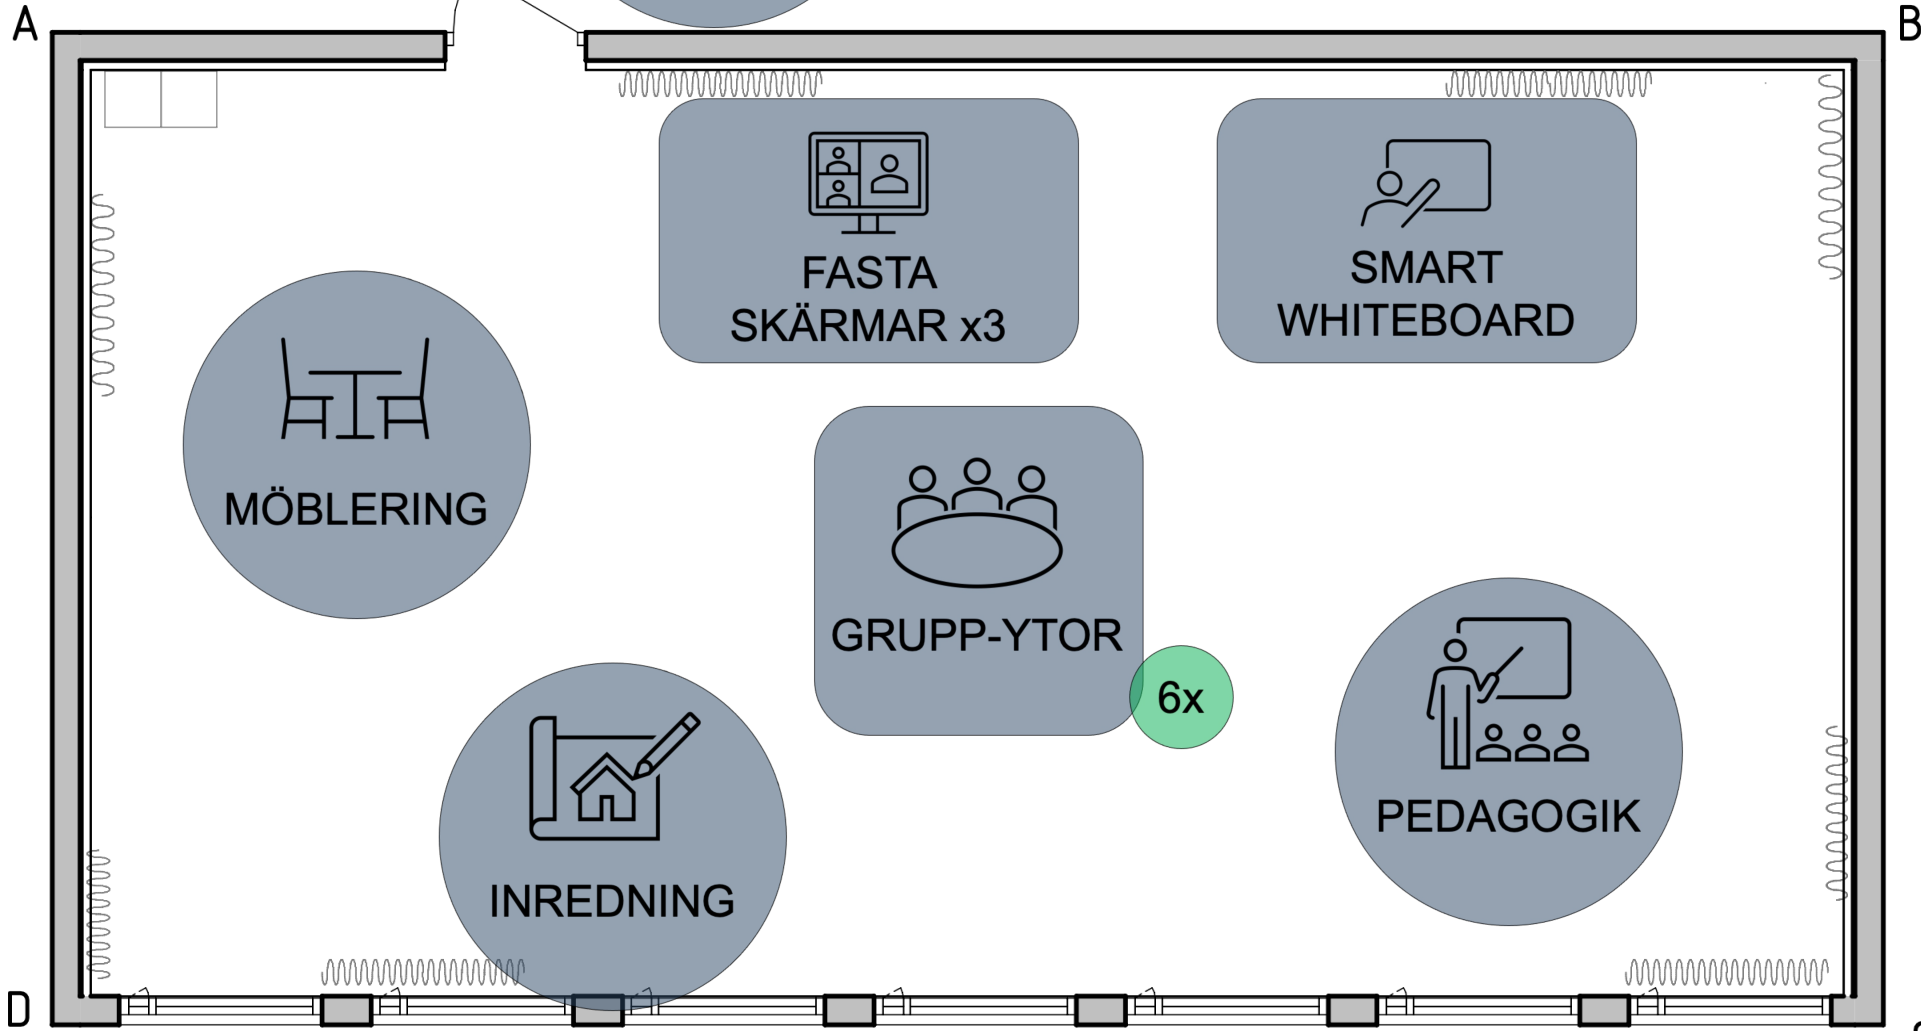 A
B
FASTA
SKÄRMAR x3
SMART
WHITEBOARD
MÖBLERING
GRUPP-YTOR
6x
PEDAGOGIK
INREDNING
D